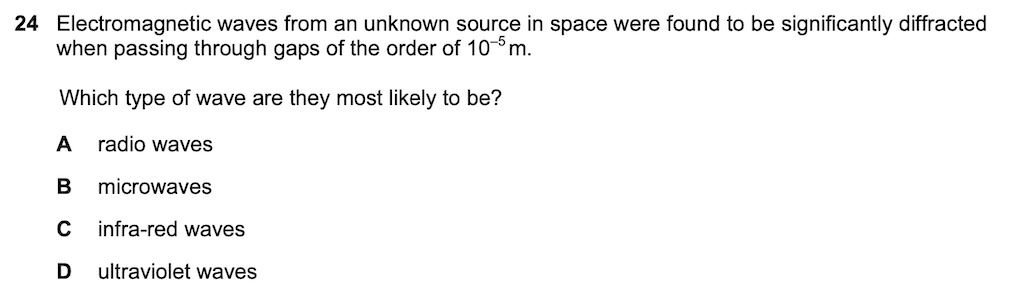 24 Electromagnetic waves from an unknown source in space were found to be significantly diffracted
when passing through gaps of the order of 10⁻⁵ m.
Which type of wave are they most likely to be?
A radio waves
B microwaves
C infra-red waves
D ultraviolet waves